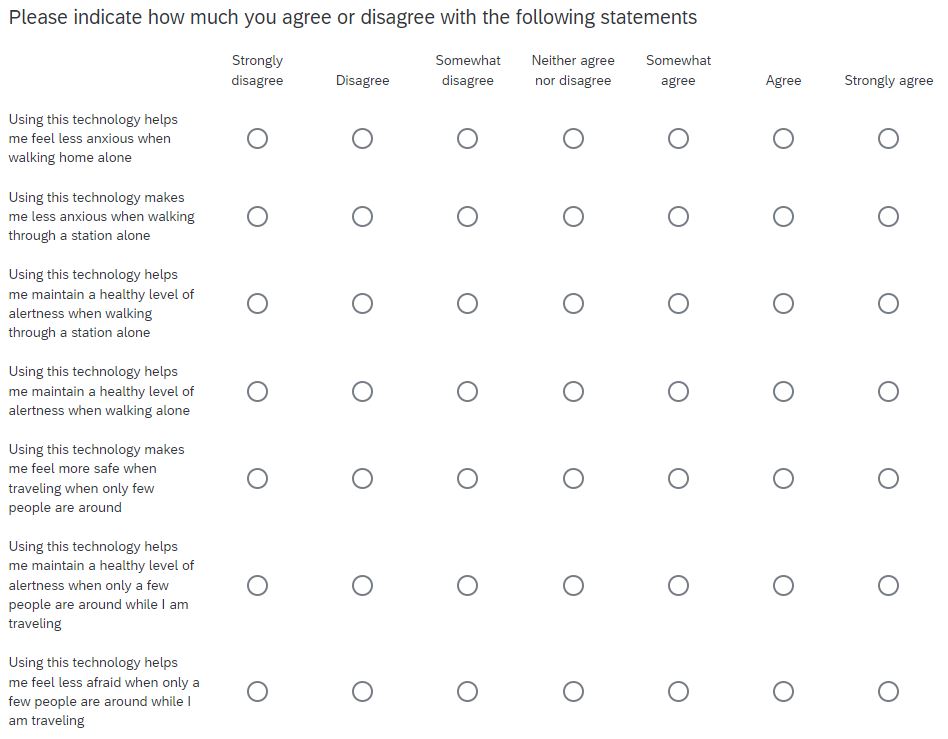 Please indicate how much you agree or disagree with the following statements
Strongly disagree
Disagree
Somewhat disagree
Neither agree nor disagree
Somewhat agree
Agree
Strongly agree
Using this technology helps
me feel less anxious when
walking home alone
Using this technology makes
me less anxious when walking
through a station alone
Using this technology helps
me maintain a healthy level of
alertness when walking
through a station alone
Using this technology helps
me maintain a healthy level of
alertness when walking alone
Using this technology makes
me feel more safe when
traveling when only few
people are around
Using this technology helps
me maintain a healthy level of
alertness when only a few
people are around while I am
traveling
Using this technology helps
me feel less afraid when only a
few people are around while I
am traveling